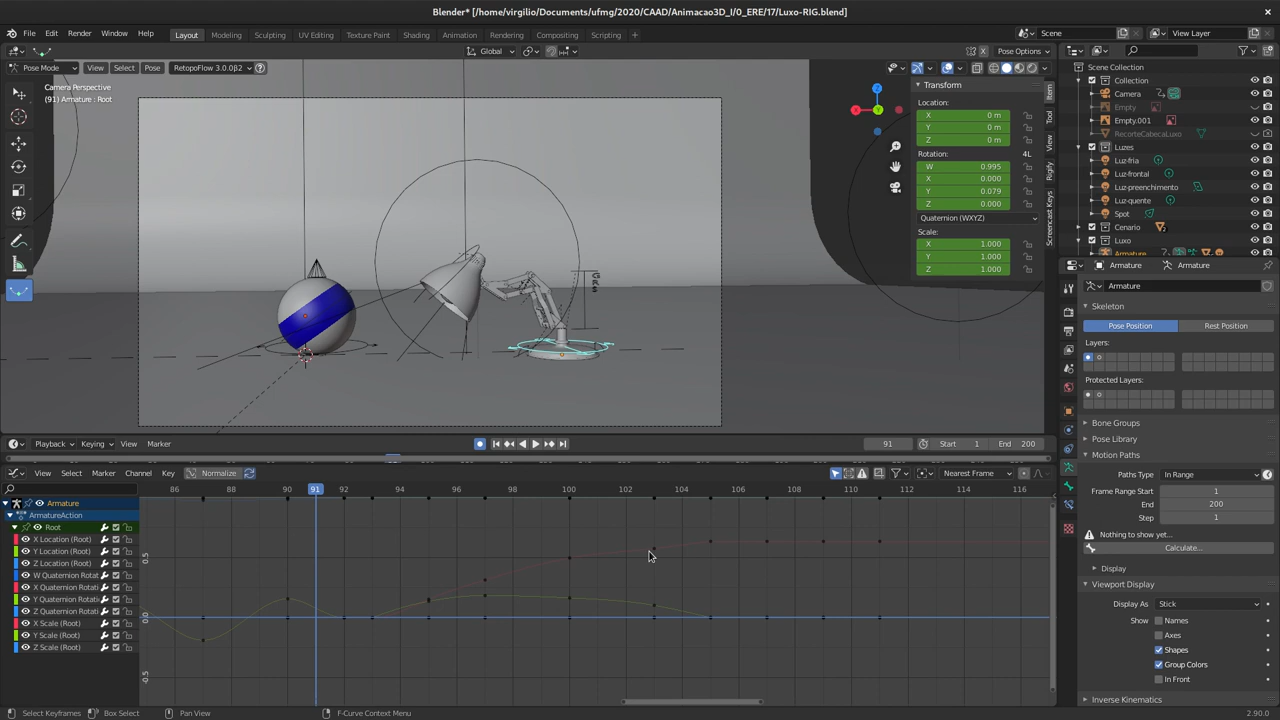 Blender* [/home/virgilio/Documents/ufmg/2020/CAAD/Animacao3D_I/0_ERE/17/Luxo-RIG.blend]
File Edit Render Window Help Layout Modeling Sculpting UV Editing Texture Paint Shading Animation Rendering Compositing Scripting + Scene View Layer
Global Pose Options
Pose Mode View Select Pose RetopoFlow 3.0.0β2
Camera Perspective
(91) Armature : Root
Z
X
Y
Transform
Location:
X 0 m
Y 0 m
Z 0 m
Rotation: 4L
W 0.995
X 0.000
Y 0.079
Z 0.000
Quaternion (WXYZ)
Scale:
X 1.000
Y 1.000
Z 1.000
Item
Tool
View
Rigify
Screencast Keys
Scene Collection
Collection
Camera
Empty
Empty.001
RecorteCabecaLuxo
Luzes
Luz-fria
Luz-frontal
Luz-preenchimento
Luz-quente
Spot
Cenario
Luxo
Armature
Armature Armature
Armature
Skeleton
Pose Position Rest Position
Layers:
Protected Layers:
Bone Groups
Pose Library
Motion Paths
Paths Type In Range
Frame Range Start 1
End 200
Step 1
Nothing to show yet...
Calculate...
Display
Viewport Display
Display As Stick
Show Names
Axes
Shapes
Group Colors
In Front
Inverse Kinematics
Playback Keying View Marker 91 Start 1 End 200
View Select Marker Channel Key Normalize Nearest Frame
86 88 90 91 92 94 96 98 100 102 104 106 108 110 112 114 116
Armature
ArmatureAction
Root
X Location (Root)
Y Location (Root)
Z Location (Root)
W Quaternion Rotat
X Quaternion Rotati
Y Quaternion Rotati
Z Quaternion Rotati
X Scale (Root)
Y Scale (Root)
Z Scale (Root)
0.5
0.0
-0.5
Select Keyframes Box Select Pan View F-Curve Context Menu 2.90.0